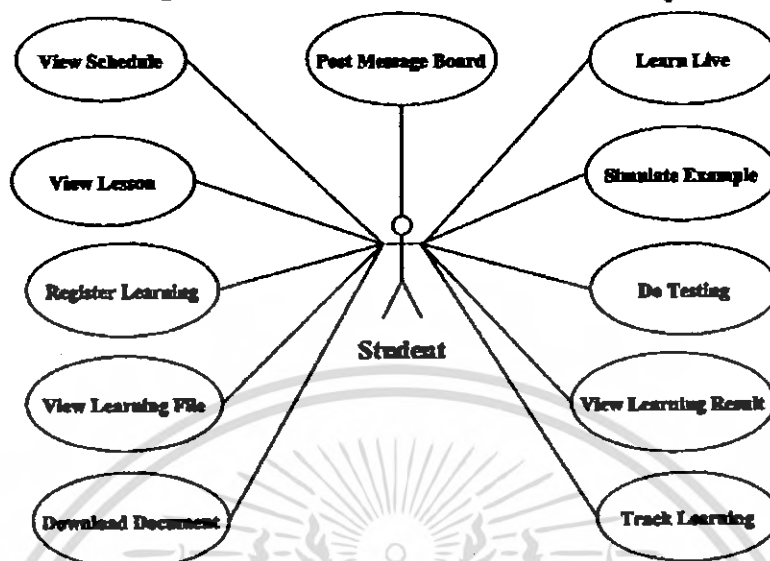 View Schedule
Post Message Board
Learn Live
View Lesson
Simulate Example
Register Learning
Do Testing
Student
View Learning File
View Learning Result
Download Document
Track Learning